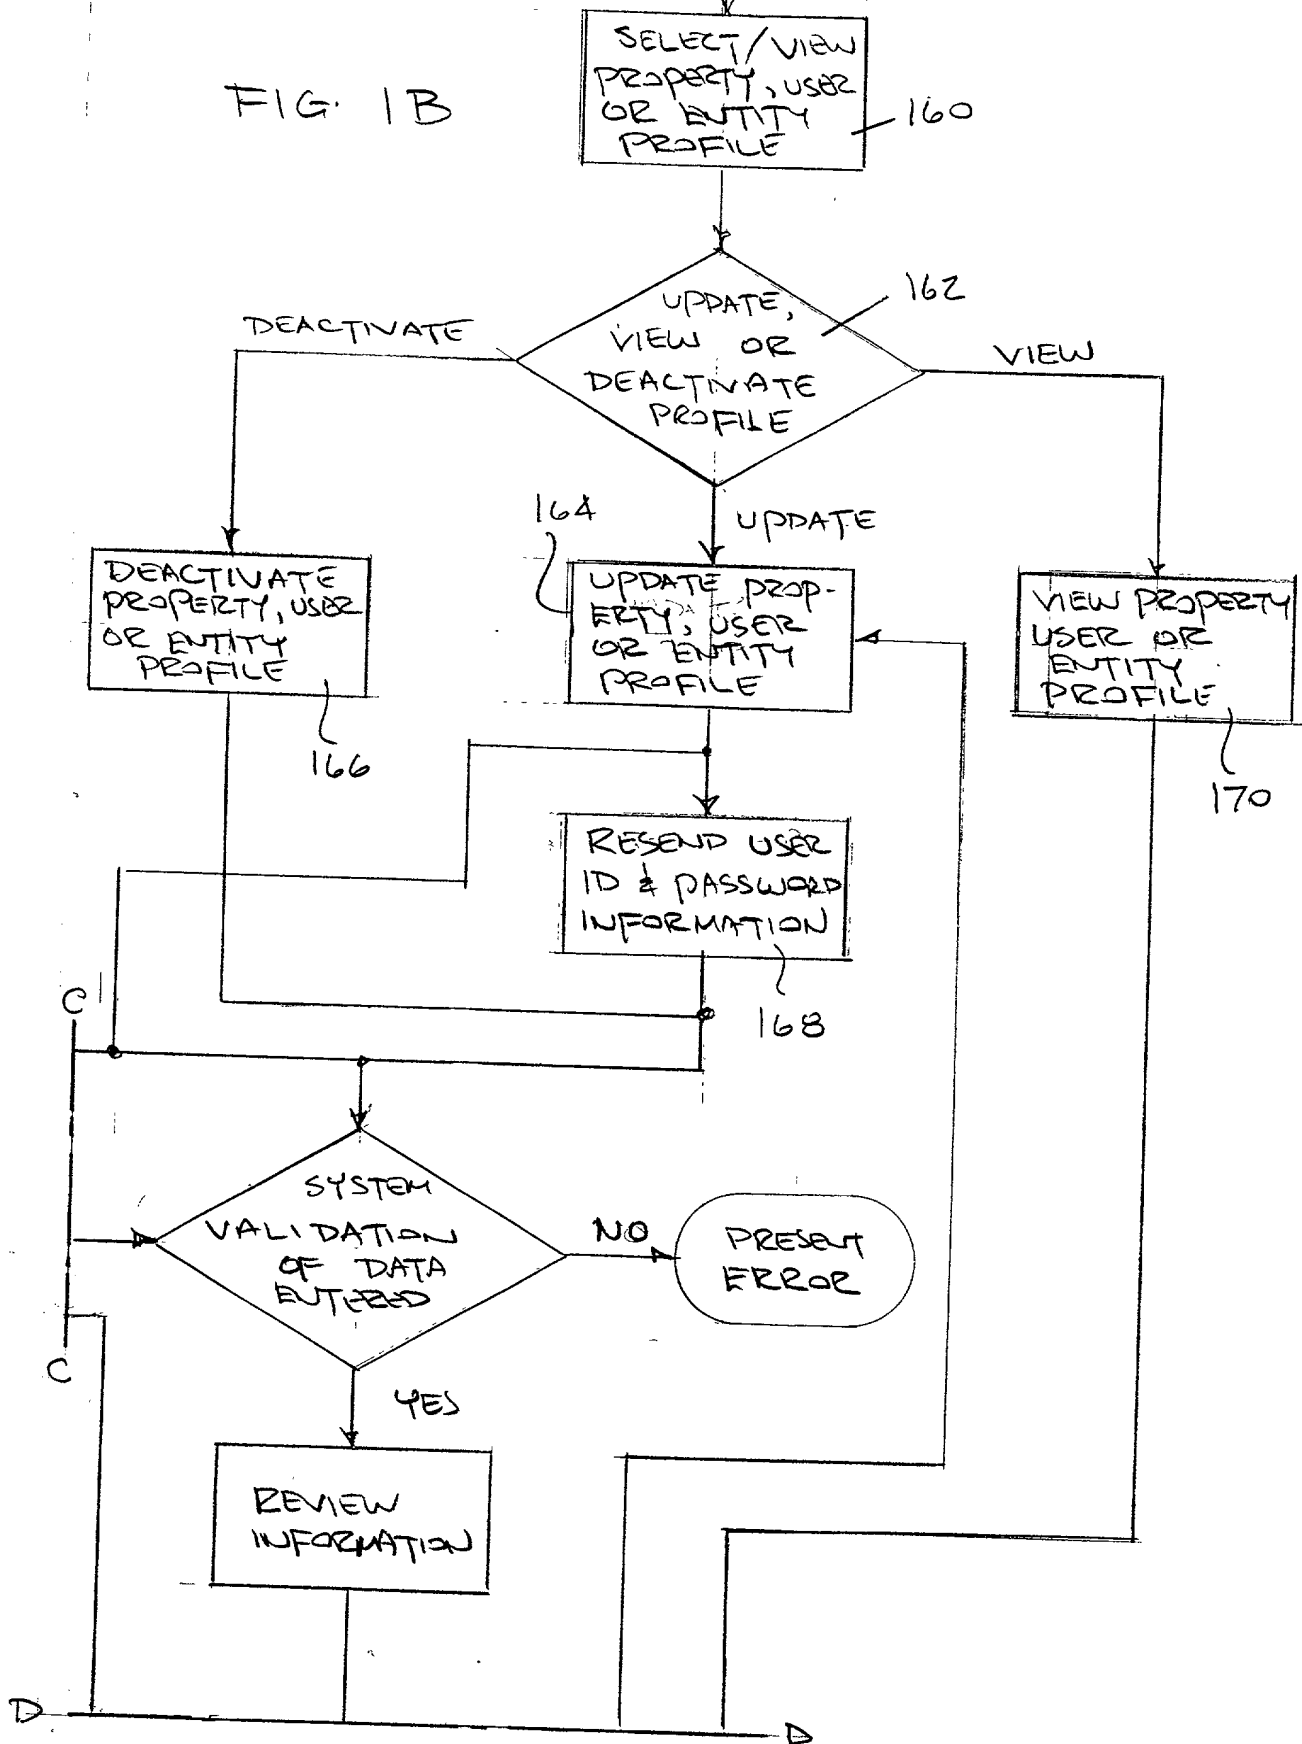 FIG. 1B
SELECT/VIEW
PROPERTY, USER
OR ENTITY
PROFILE
160
162
UPDATE,
VIEW OR
DEACTIVATE
PROFILE
DEACTIVATE
VIEW
UPDATE
164
DEACTIVATE
PROPERTY, USER
OR ENTITY
PROFILE
166
UPDATE PROP-
ERTY, USER
OR ENTITY
PROFILE
VIEW PROPERTY
USER OR
ENTITY
PROFILE
170
RESEND USER
ID & PASSWORD
INFORMATION
168
C
SYSTEM
VALIDATION
OF DATA
ENTERED
NO
PRESENT
ERROR
C
YES
REVIEW
INFORMATION
D
D